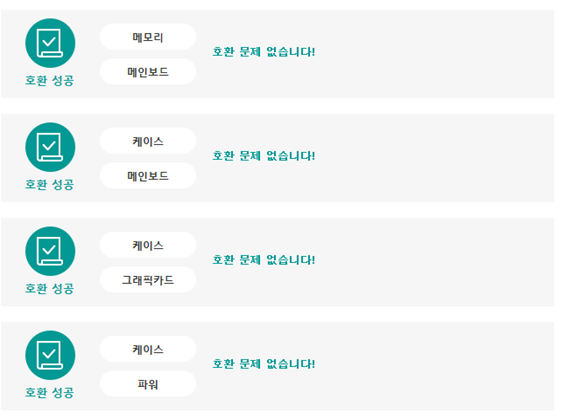 메모리
호환 문제 없습니다!
메인보드
호환 성공
케이스
호환 문제 없습니다!
메인보드
호환 성공
케이스
호환 문제 없습니다!
그래픽카드
호환 성공
케이스
호환 문제 없습니다!
파워
호환 성공